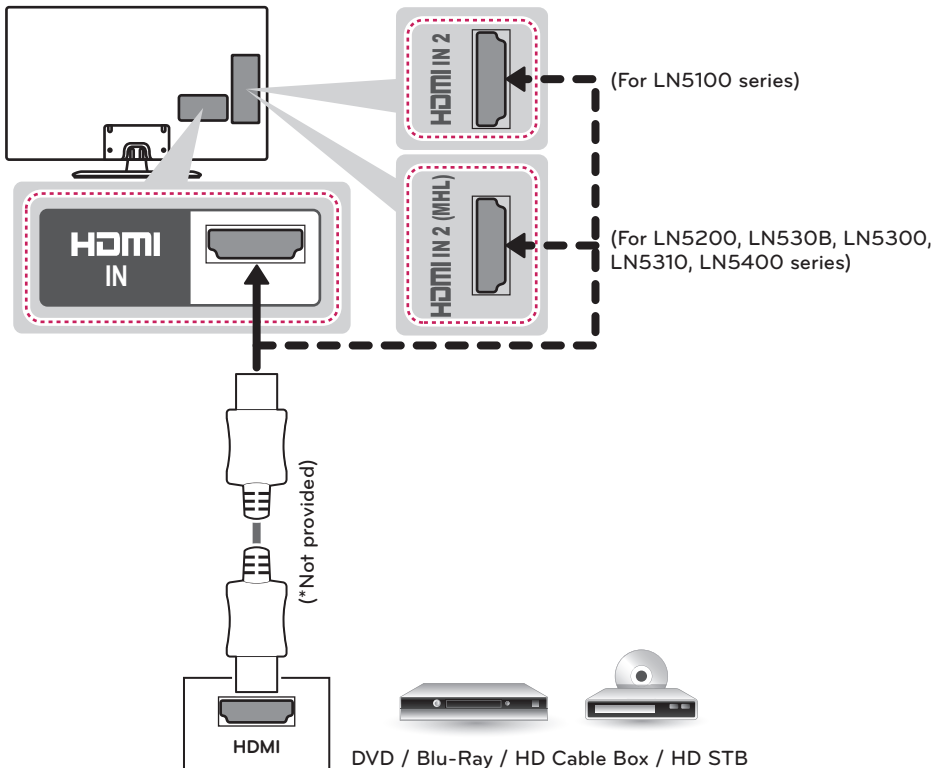 HDMI IN 2
(For LN5100 series)
HDMI IN 2 (MHL)
(For LN5200, LN530B, LN5300,
LN5310, LN5400 series)
HDMI
IN
(*Not provided)
HDMI
DVD / Blu-Ray / HD Cable Box / HD STB